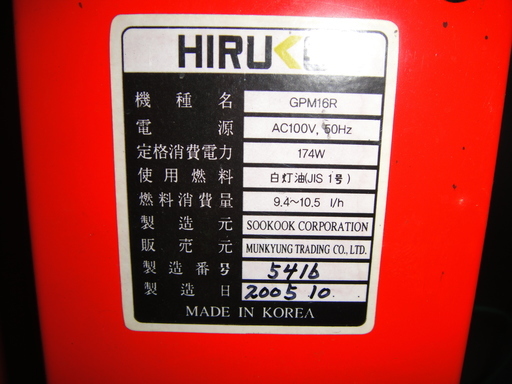 HIRUKE
機種名 GPM16R
電源 AC100V, 50Hz
定格消費電力 174W
使用燃料 白灯油(JIS 1号)
燃料消費量 9,4~10.5 l/h
製造元 SOOKOOK CORPORATION
販売元 MUNKYUNG TRADING CO., LTD.
製造番号 5416
製造日 2005 10
MADE IN KOREA